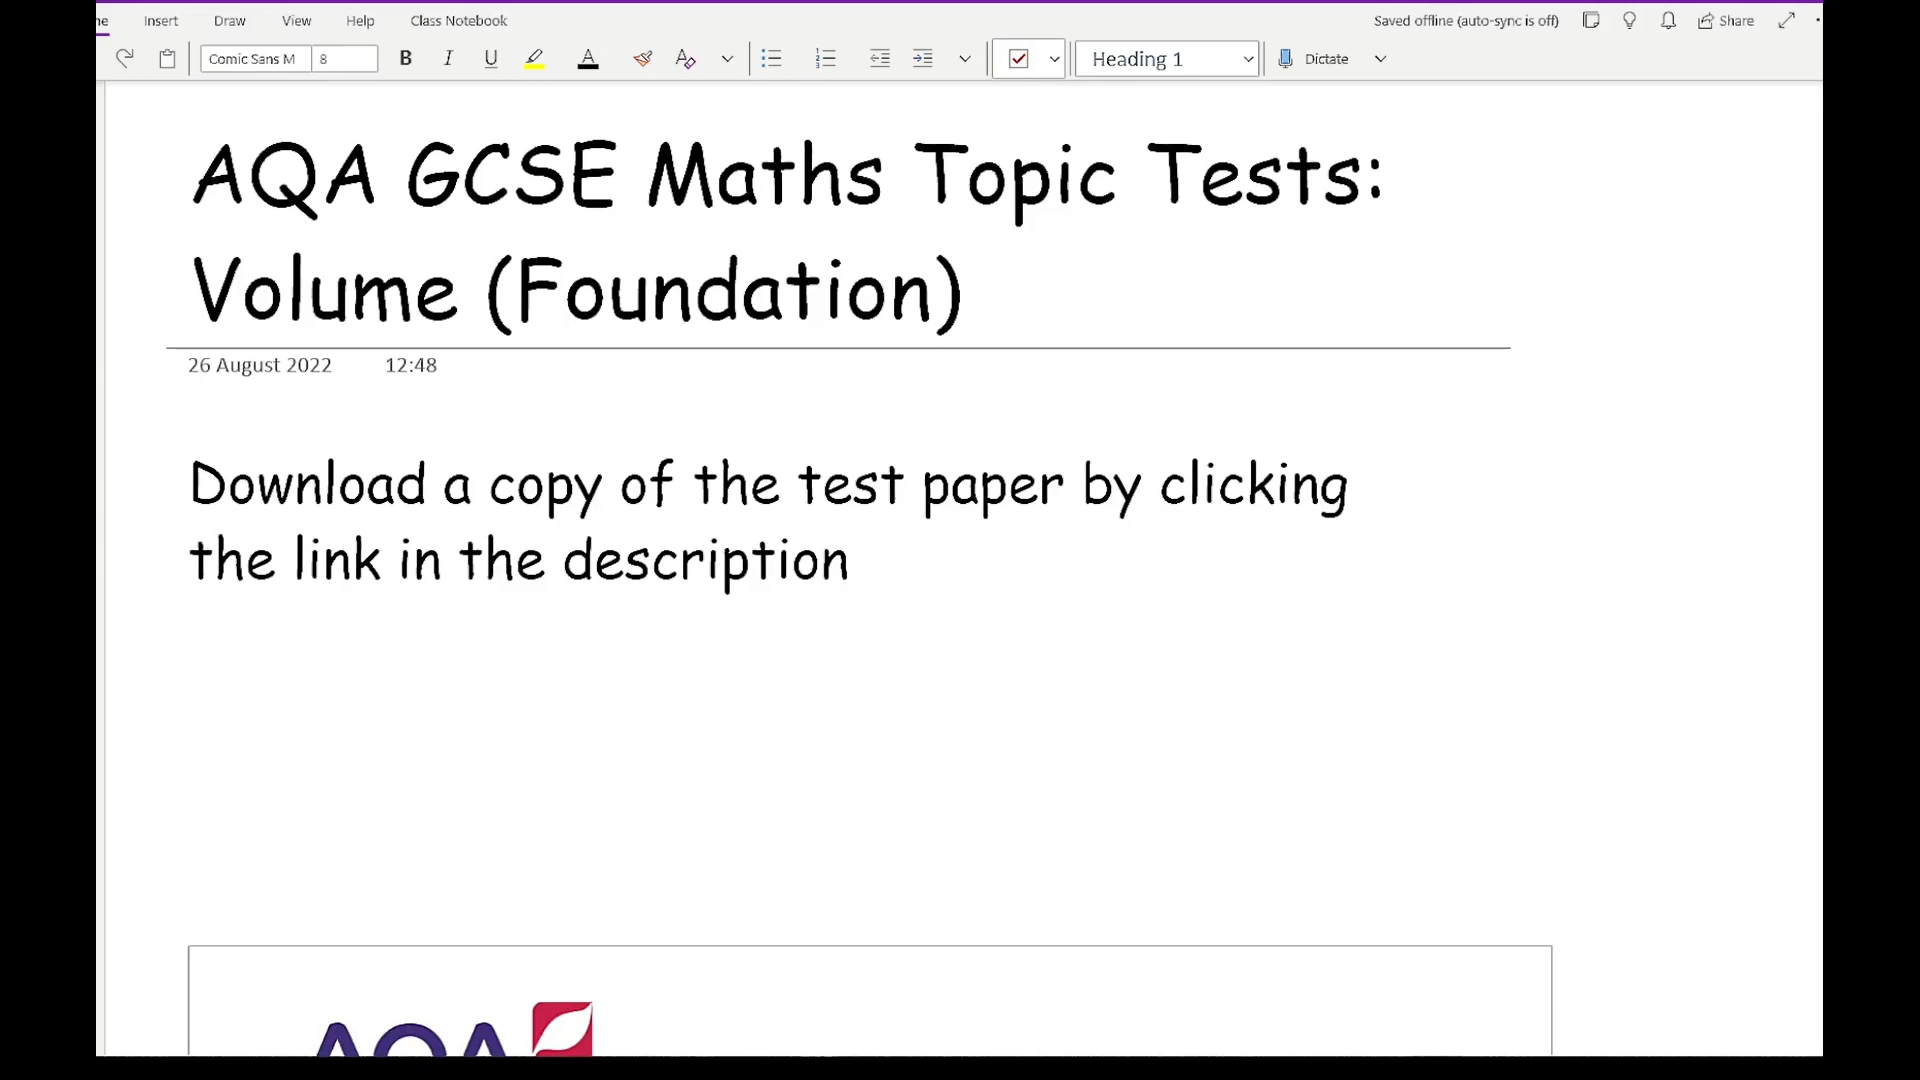 Insert Draw View Help Class Notebook Saved offline (auto-sync is off) Share
Comic Sans M 8 B I U A Heading 1 Dictate
AQA GCSE Maths Topic Tests:
Volume (Foundation)
26 August 2022 12:48
Download a copy of the test paper by clicking
the link in the description
AQA